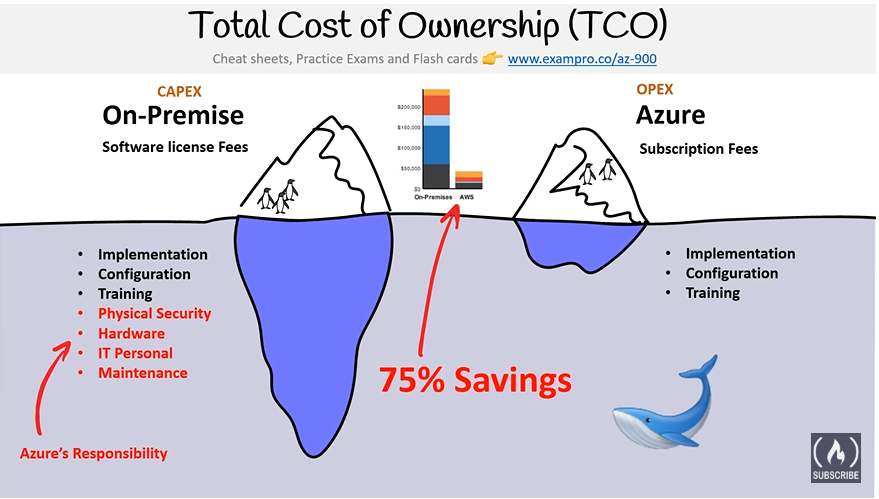 Total Cost of Ownership (TCO)
Cheat sheets, Practice Exams and Flash cards 👉 www.exampro.co/az-900
CAPEX
On-Premise
Software license Fees
$200,000
$150,000
$100,000
$50,000
$0
On-Premises AWS
OPEX
Azure
Subscription Fees
• Implementation
• Configuration
• Training
• Physical Security
• Hardware
• IT Personal
• Maintenance
Azure's Responsibility
75% Savings
• Implementation
• Configuration
• Training
SUBSCRIBE